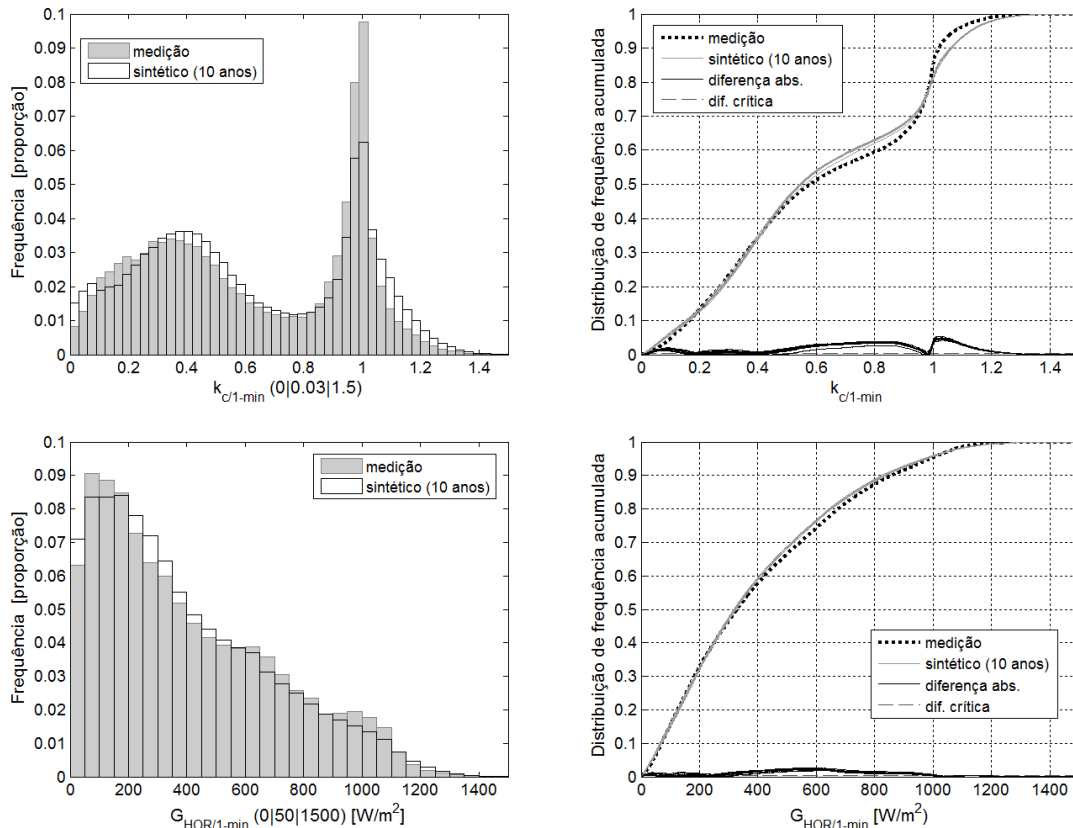 medição
sintético (10 anos)
Frequência [proporção]
0.1
0.09
0.08
0.07
0.06
0.05
0.04
0.03
0.02
0.01
0
0 0.2 0.4 0.6 0.8 1 1.2 1.4
k_c/1-min (0|0.03|1.5)
medição
sintético (10 anos)
diferença abs.
dif. crítica
Distribuição de frequência acumulada
1
0.9
0.8
0.7
0.6
0.5
0.4
0.3
0.2
0.1
0
0 0.2 0.4 0.6 0.8 1 1.2 1.4
k_c/1-min
medição
sintético (10 anos)
Frequência [proporção]
0.1
0.09
0.08
0.07
0.06
0.05
0.04
0.03
0.02
0.01
0
0 200 400 600 800 1000 1200 1400
G_HOR/1-min (0|50|1500) [W/m²]
medição
sintético (10 anos)
diferença abs.
dif. crítica
Distribuição de frequência acumulada
1
0.9
0.8
0.7
0.6
0.5
0.4
0.3
0.2
0.1
0
0 200 400 600 800 1000 1200 1400
G_HOR/1-min [W/m²)